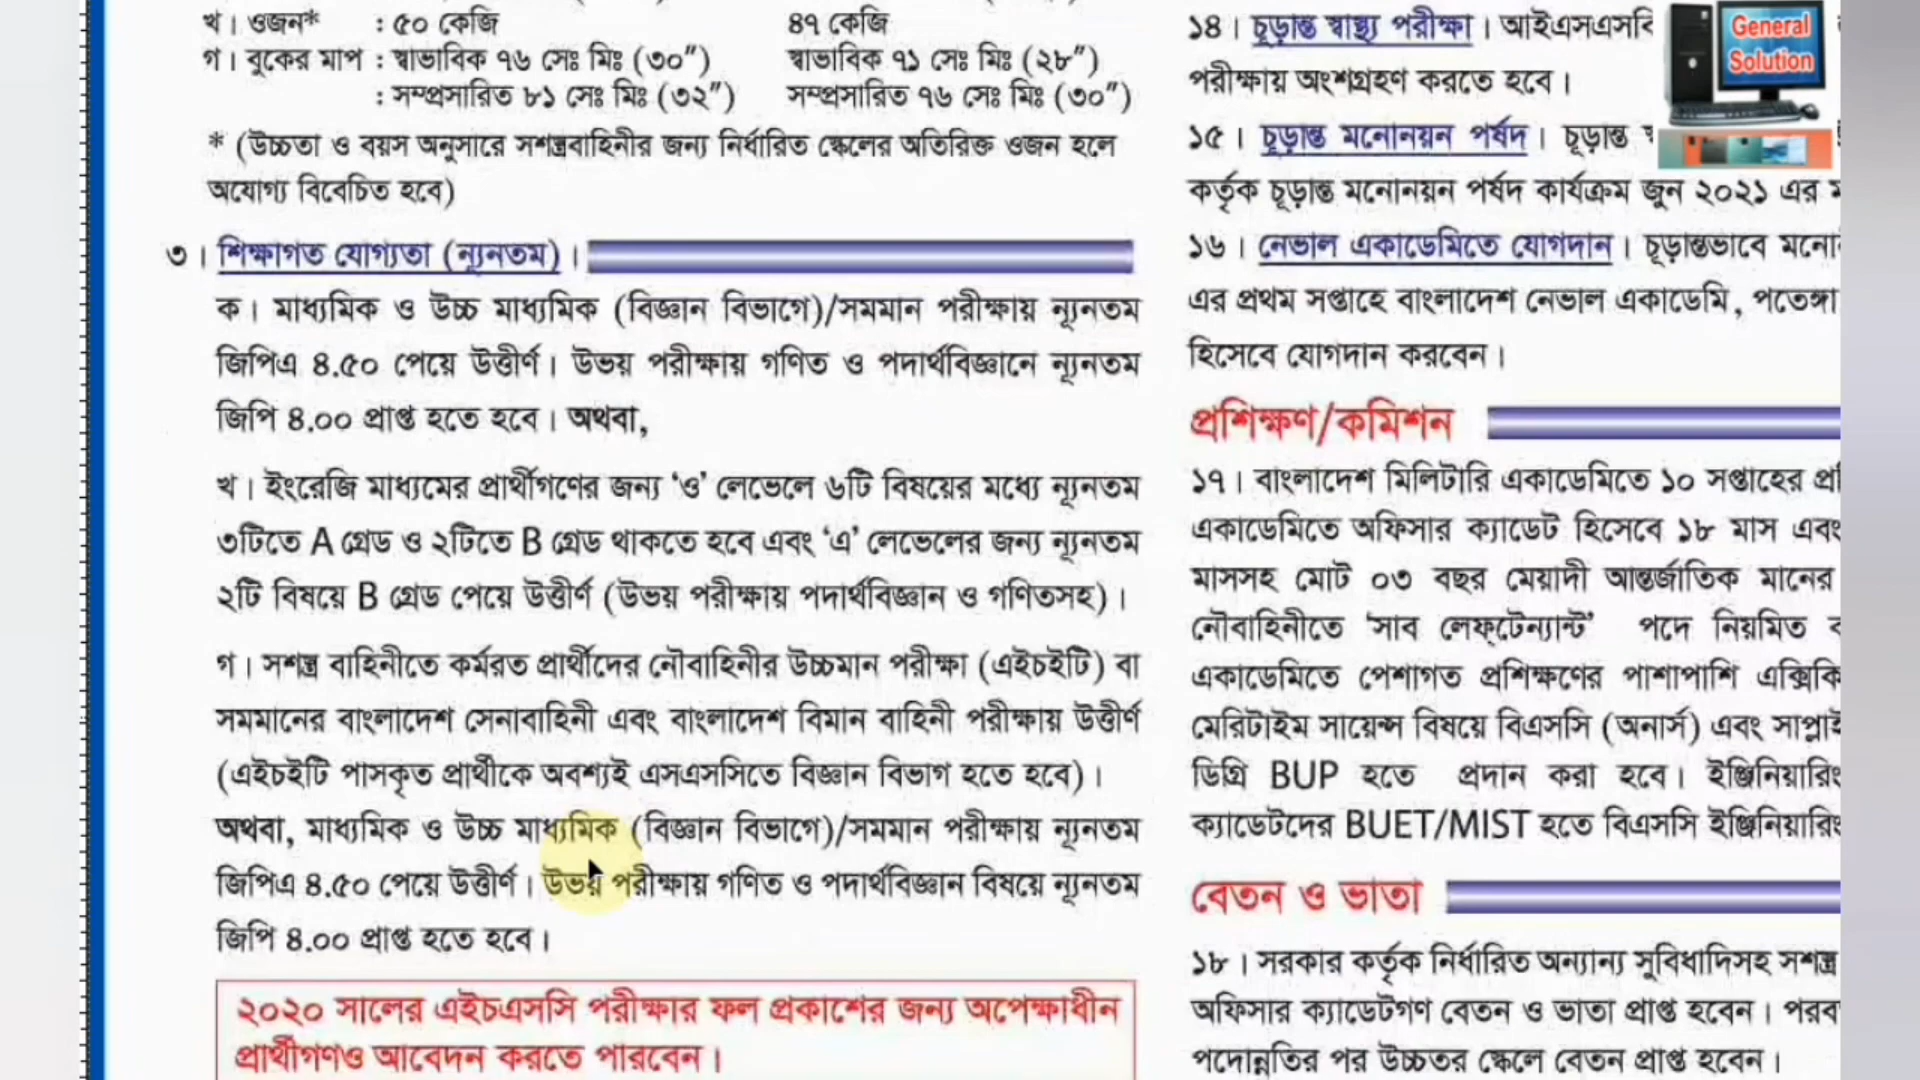 খ। ওজন* : ৫০ কেজি ৪৭ কেজি
গ। বুকের মাপ : স্বাভাবিক ৭৬ সেঃ মিঃ (৩০″) স্বাভাবিক ৭১ সেঃ মিঃ (২৮″)
: সম্প্রসারিত ৮১ সেঃ মিঃ (৩২″) সম্প্রসারিত ৭৬ সেঃ মিঃ (৩০″)
* (উচ্চতা ও বয়স অনুসারে সশস্ত্রবাহিনীর জন্য নির্ধারিত স্কেলের অতিরিক্ত ওজন হলে
অযোগ্য বিবেচিত হবে)
৩। শিক্ষাগত যোগ্যতা (ন্যূনতম)।
ক। মাধ্যমিক ও উচ্চ মাধ্যমিক (বিজ্ঞান বিভাগে)/সমমান পরীক্ষায় ন্যূনতম
জিপিএ ৪.৫০ পেয়ে উত্তীর্ণ। উভয় পরীক্ষায় গণিত ও পদার্থবিজ্ঞানে ন্যূনতম
জিপি ৪.০০ প্রাপ্ত হতে হবে। অথবা,
খ। ইংরেজি মাধ্যমের প্রার্থীগণের জন্য ‘ও’ লেভেলে ৬টি বিষয়ের মধ্যে ন্যূনতম
৩টিতে A গ্রেড ও ২টিতে B গ্রেড থাকতে হবে এবং ‘এ’ লেভেলের জন্য ন্যূনতম
২টি বিষয়ে B গ্রেড পেয়ে উত্তীর্ণ (উভয় পরীক্ষায় পদার্থবিজ্ঞান ও গণিতসহ)।
গ। সশস্ত্র বাহিনীতে কর্মরত প্রার্থীদের নৌবাহিনীর উচ্চমান পরীক্ষা (এইচইটি) বা
সমমানের বাংলাদেশ সেনাবাহিনী এবং বাংলাদেশ বিমান বাহিনী পরীক্ষায় উত্তীর্ণ
(এইচইটি পাসকৃত প্রার্থীকে অবশ্যই এসএসসিতে বিজ্ঞান বিভাগ হতে হবে)।
অথবা, মাধ্যমিক ও উচ্চ মাধ্যমিক (বিজ্ঞান বিভাগে)/সমমান পরীক্ষায় ন্যূনতম
জিপিএ ৪.৫০ পেয়ে উত্তীর্ণ। উভয় পরীক্ষায় গণিত ও পদার্থবিজ্ঞান বিষয়ে ন্যূনতম
জিপি ৪.০০ প্রাপ্ত হতে হবে।
২০২০ সালের এইচএসসি পরীক্ষার ফল প্রকাশের জন্য অপেক্ষাধীন
প্রার্থীগণও আবেদন করতে পারবেন।
১৪। চূড়ান্ত স্বাস্থ্য পরীক্ষা। আইএসএসবি
পরীক্ষায় অংশগ্রহণ করতে হবে।
১৫। চূড়ান্ত মনোনয়ন পর্ষদ। চূড়ান্ত
কর্তৃক চূড়ান্ত মনোনয়ন পর্ষদ কার্যক্রম জুন ২০২১ এর
১৬। নেভাল একাডেমিতে যোগদান। চূড়ান্তভাবে মনো
এর প্রথম সপ্তাহে বাংলাদেশ নেভাল একাডেমি, পতেঙ্গা
হিসেবে যোগদান করবেন।
প্রশিক্ষণ/কমিশন
১৭। বাংলাদেশ মিলিটারি একাডেমিতে ১০ সপ্তাহের প্র
একাডেমিতে অফিসার ক্যাডেট হিসেবে ১৮ মাস এবং
মাসসহ মোট ০৩ বছর মেয়াদী আন্তর্জাতিক মানের
নৌবাহিনীতে ‘সাব লেফ্টেন্যান্ট’ পদে নিয়মিত
একাডেমিতে পেশাগত প্রশিক্ষণের পাশাপাশি এক্সিকি
মেরিটাইম সায়েন্স বিষয়ে বিএসসি (অনার্স) এবং সাপ্লাই
ডিগ্রি BUP হতে প্রদান করা হবে। ইঞ্জিনিয়ারিং
ক্যাডেটদের BUET/MIST হতে বিএসসি ইঞ্জিনিয়ারিং
বেতন ও ভাতা
১৮। সরকার কর্তৃক নির্ধারিত অন্যান্য সুবিধাদিসহ সশস্ত্র
অফিসার ক্যাডেটগণ বেতন ও ভাতা প্রাপ্ত হবেন। পরব
পদোন্নতির পর উচ্চতর স্কেলে বেতন প্রাপ্ত হবেন।
General
Solution